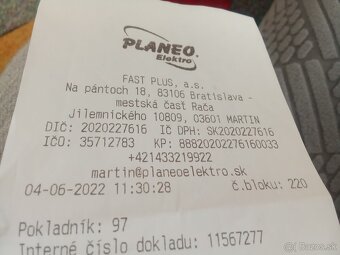 PLANEO
Elektro
FAST PLUS, a.s.
Na pántoch 18, 83106 Bratislava -
mestská časť Rača
Jilemnického 10809, 03601 MARTIN
DIČ: 2020227616 IČ DPH: SK2020227616
IČO: 35712783 KP: 88820202276160033
+421433219922
martin@planeoelektro.sk
04-06-2022 11:30:28 č.bloku: 220
Pokladník: 97
Interné číslo dokladu: 11567277
Bazos.sk